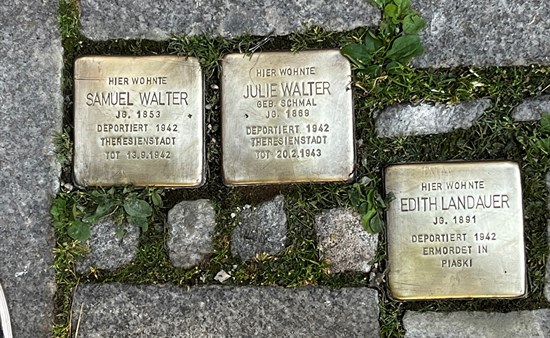 HIER WOHNTE
SAMUEL WALTER
JG. 1853
DEPORTIERT 1942
THERESIENSTADT
TOT 13.9.1942
HIER WOHNTE
JULIE WALTER
GEB. SCHMAL
JG. 1869
DEPORTIERT 1942
THERESIENSTADT
TOT 20.2.1943
HIER WOHNTE
EDITH LANDAUER
JG. 1891
DEPORTIERT 1942
ERMORDET IN
PIASKI